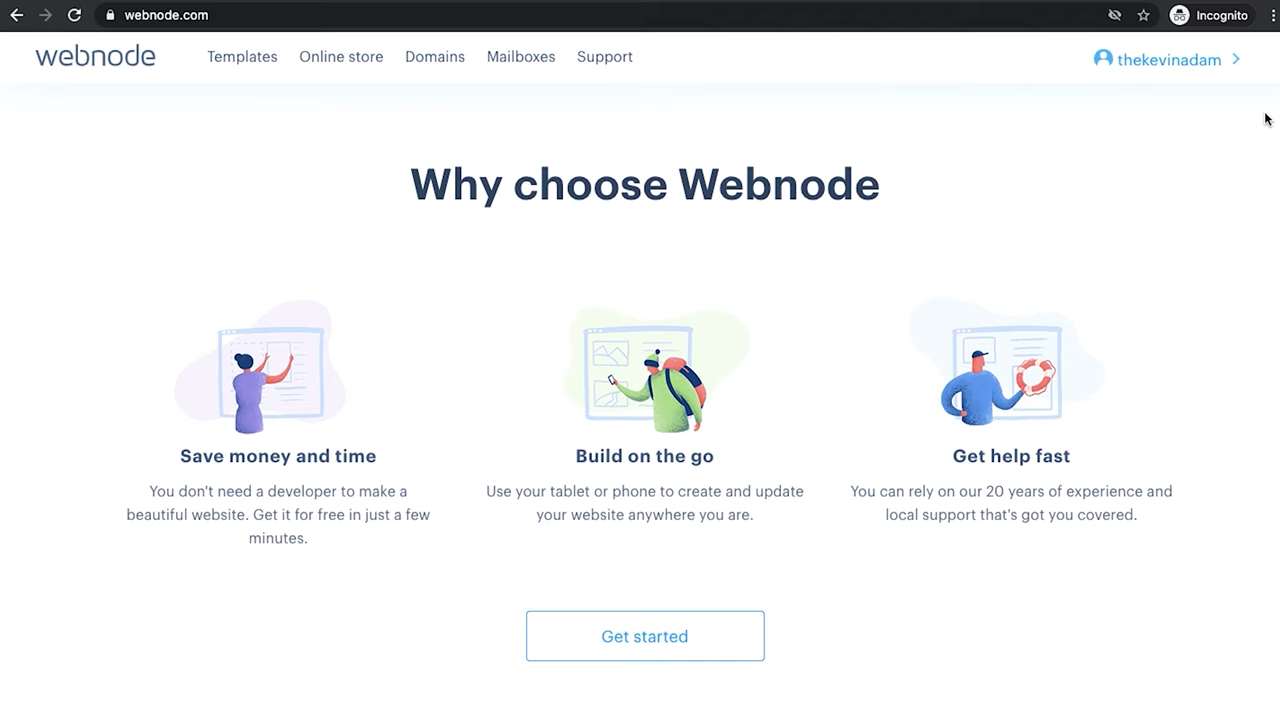 webnode.com
Incognito
webnode Templates Online store Domains Mailboxes Support thekevinadam
Why choose Webnode
Save money and time
You don't need a developer to make a
beautiful website. Get it for free in just a few
minutes.
Build on the go
Use your tablet or phone to create and update
your website anywhere you are.
Get help fast
You can rely on our 20 years of experience and
local support that's got you covered.
Get started